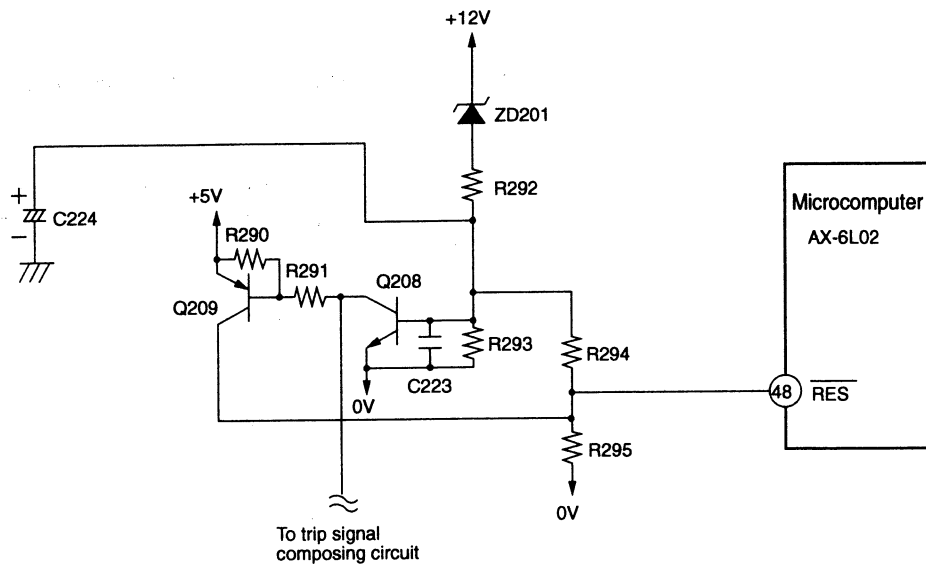 +12V
ZD201
R292
+
C224
−
+5V
R290
R291
Q208
Q209
R293
R294
C223
0V
R295
0V
Microcomputer
AX-6L02
48
RES
To trip signal
composing circuit